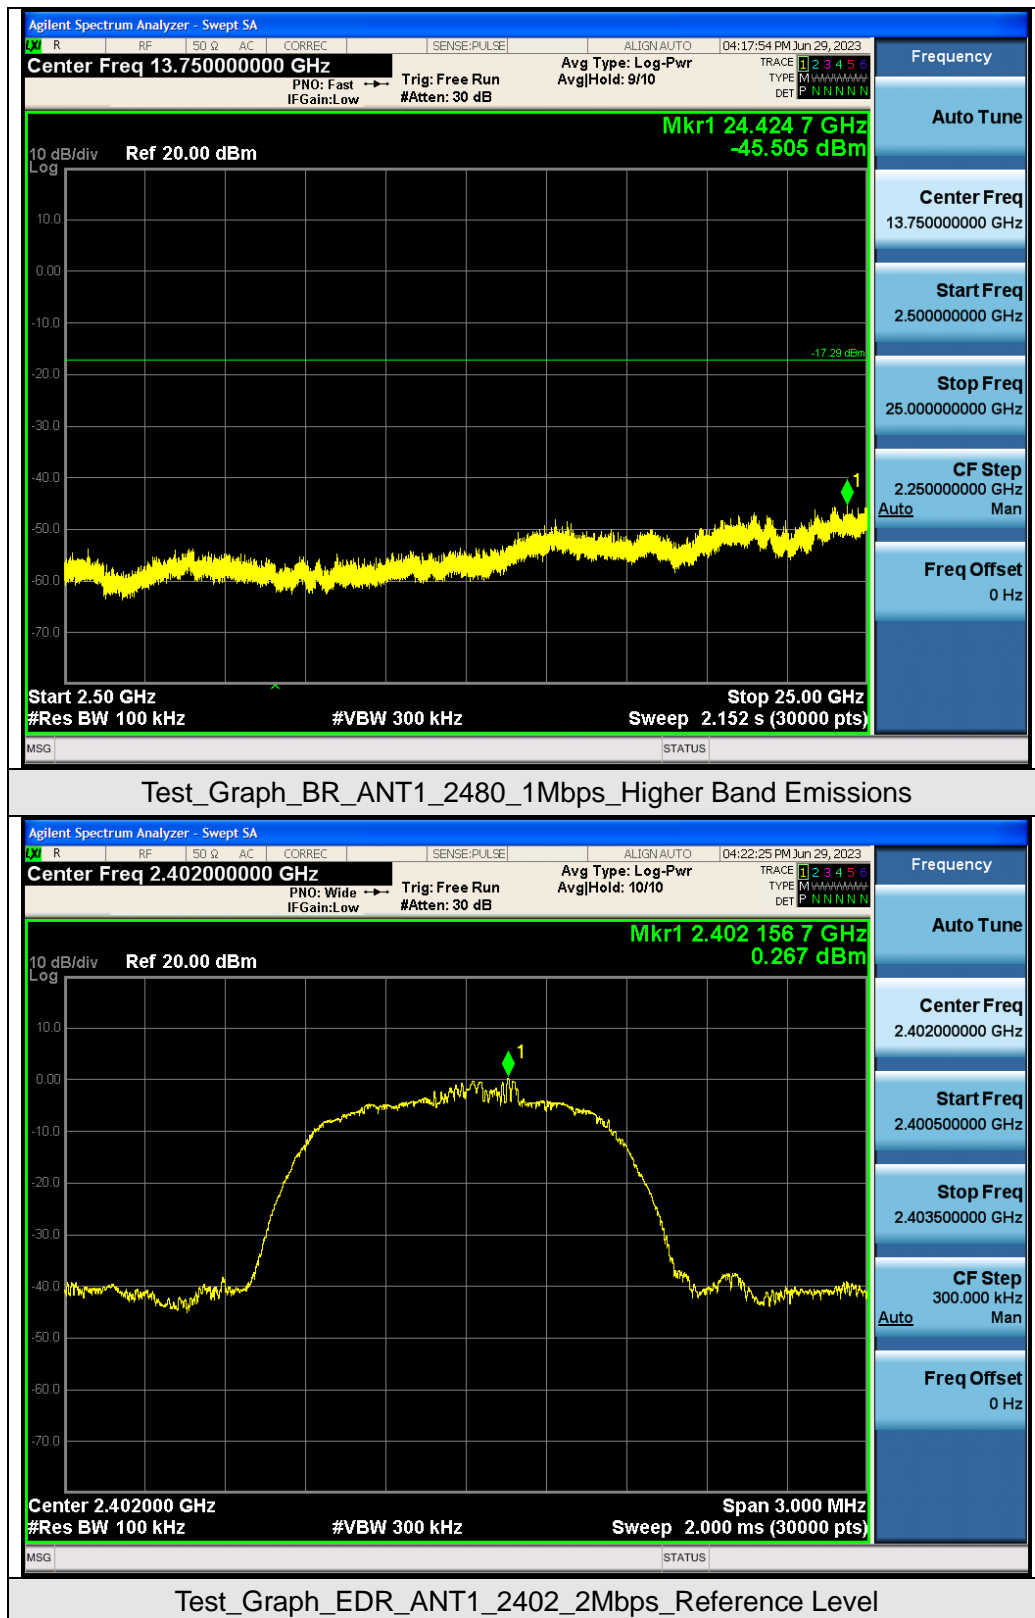 Agilent Spectrum Analyzer - Swept SA
LXI R RF 50 Ω AC CORREC SENSE:PULSE ALIGN AUTO 04:17:54 PM Jun 29, 2023
Center Freq 13.750000000 GHz
PNO: Fast
IFGain:Low
Trig: Free Run
#Atten: 30 dB
Avg Type: Log-Pwr
Avg|Hold: 9/10
TRACE 1 2 3 4 5 6
TYPE M
DET P N N N N N
Mkr1 24.424 7 GHz
-45.505 dBm
10 dB/div Ref 20.00 dBm
Log
10.0
0.00
-10.0
-17.29 dBm
-20.0
-30.0
-40.0
1
-50.0
-60.0
-70.0
Start 2.50 GHz Stop 25.00 GHz
#Res BW 100 kHz #VBW 300 kHz Sweep 2.152 s (30000 pts)
MSG STATUS
Frequency
Auto Tune
Center Freq
13.750000000 GHz
Start Freq
2.500000000 GHz
Stop Freq
25.000000000 GHz
CF Step
2.250000000 GHz
Auto Man
Freq Offset
0 Hz
Test_Graph_BR_ANT1_2480_1Mbps_Higher Band Emissions
Agilent Spectrum Analyzer - Swept SA
LXI R RF 50 Ω AC CORREC SENSE:PULSE ALIGN AUTO 04:22:25 PM Jun 29, 2023
Center Freq 2.402000000 GHz
PNO: Wide
IFGain:Low
Trig: Free Run
#Atten: 30 dB
Avg Type: Log-Pwr
Avg|Hold: 10/10
TRACE 1 2 3 4 5 6
TYPE M
DET P N N N N N
Mkr1 2.402 156 7 GHz
0.267 dBm
10 dB/div Ref 20.00 dBm
Log
10.0
1
0.00
-10.0
-20.0
-30.0
-40.0
-50.0
-60.0
-70.0
Center 2.402000 GHz Span 3.000 MHz
#Res BW 100 kHz #VBW 300 kHz Sweep 2.000 ms (30000 pts)
MSG STATUS
Frequency
Auto Tune
Center Freq
2.402000000 GHz
Start Freq
2.400500000 GHz
Stop Freq
2.403500000 GHz
CF Step
300.000 kHz
Auto Man
Freq Offset
0 Hz
Test_Graph_EDR_ANT1_2402_2Mbps_Reference Level